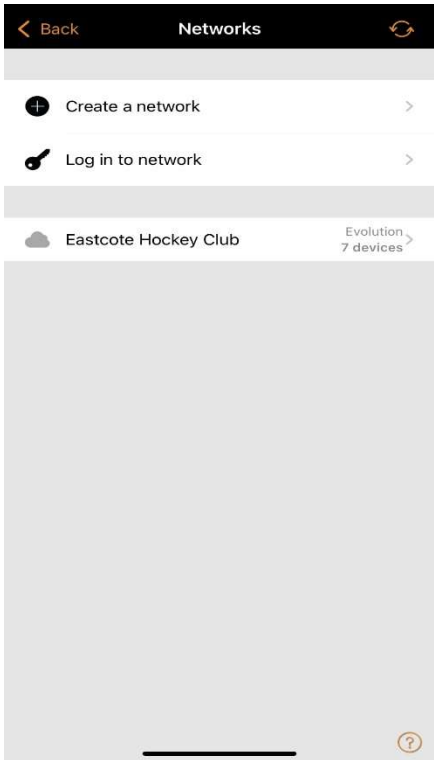 Back
Networks
Create a network
Log in to network
Eastcote Hockey Club
Evolution
7 devices
?